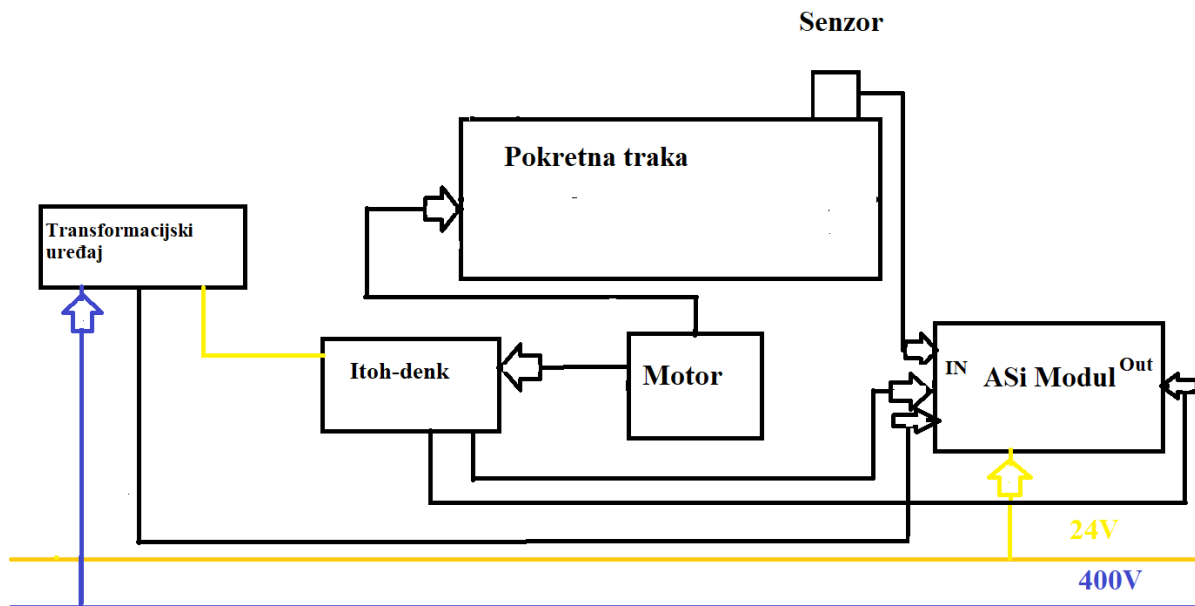 Senzor
Pokretna traka
Transformacijski
uređaj
Itoh-denk
Motor
IN
ASi Modul
Out
24V
400V